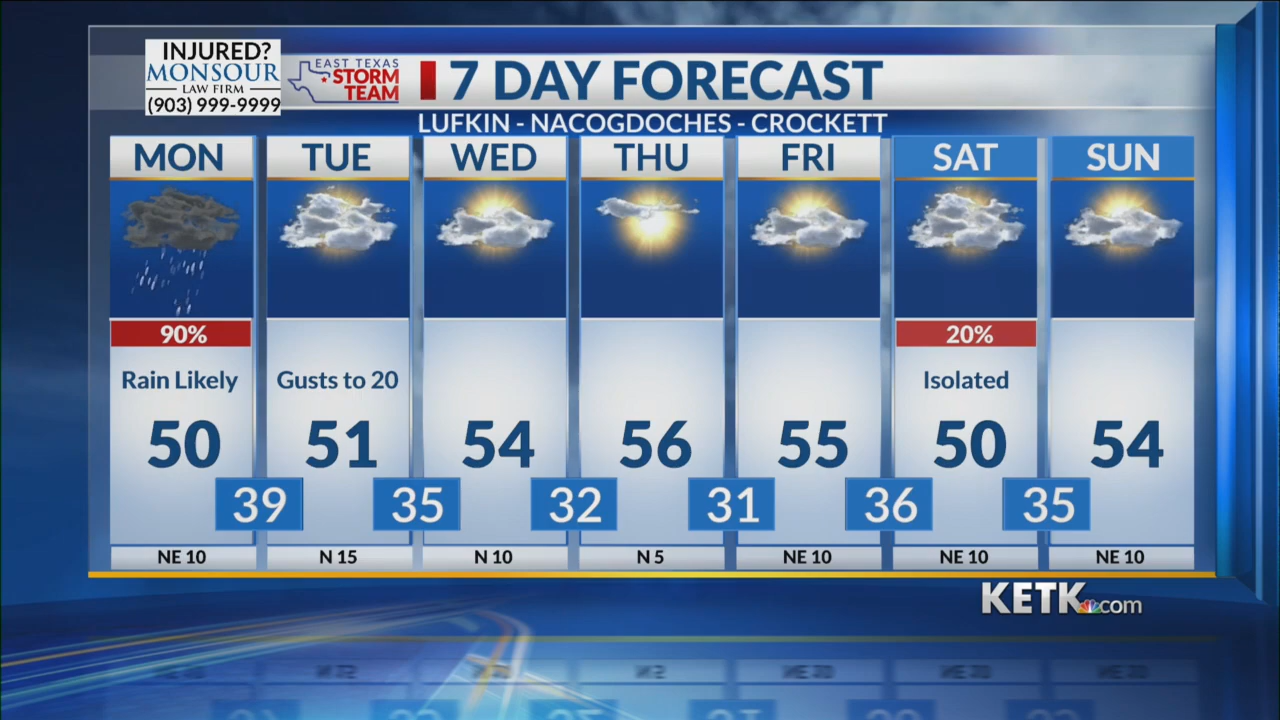 INJURED?
MONSOUR
LAW FIRM
(903) 999-9999
EAST TEXAS
STORM
TEAM
7 DAY FORECAST
LUFKIN - NACOGDOCHES - CROCKETT
MON TUE WED THU FRI SAT SUN
90% 20%
Rain Likely Gusts to 20 Isolated
50 51 54 56 55 50 54
39 35 32 31 36 35
NE 10 N 15 N 10 N 5 NE 10 NE 10 NE 10
KETK.com